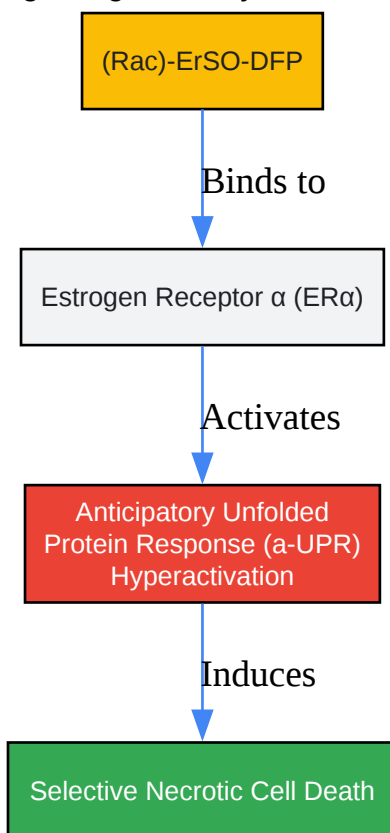 (Rac)-ErSO-DFP
Binds to
Estrogen Receptor α (ERα)
Activates
Anticipatory Unfolded
Protein Response (a-UPR)
Hyperactivation
Induces
Selective Necrotic Cell Death